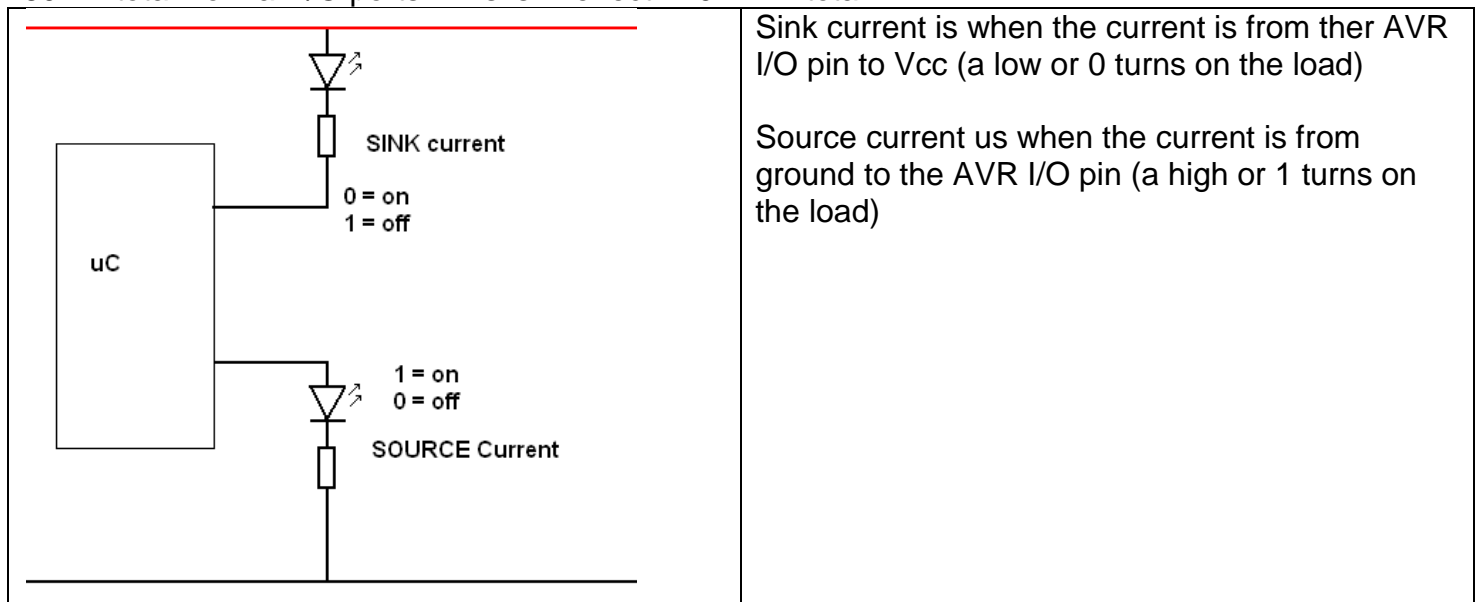 Sink current is when the current is from ther AVR
I/O pin to Vcc (a low or 0 turns on the load)
Source current us when the current is from
ground to the AVR I/O pin (a high or 1 turns on
the load)
SINK current
0 = on
1 = off
uC
1 = on
0 = off
SOURCE Current